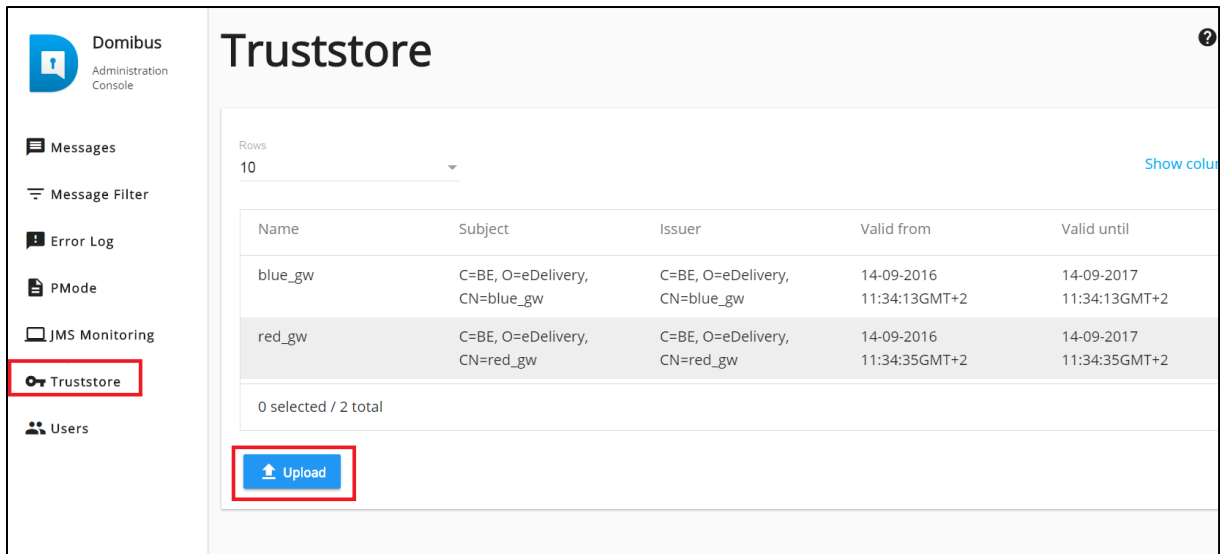 Domibus
Administration
Console
Messages
Message Filter
Error Log
PMode
JMS Monitoring
Truststore
Users
Truststore
?
Rows
10
Show colu
Name Subject Issuer Valid from Valid until
blue_gw C=BE, O=eDelivery, C=BE, O=eDelivery, 14-09-2016 14-09-2017
CN=blue_gw CN=blue_gw 11:34:13GMT+2 11:34:13GMT+2
red_gw C=BE, O=eDelivery, C=BE, O=eDelivery, 14-09-2016 14-09-2017
CN=red_gw CN=red_gw 11:34:35GMT+2 11:34:35GMT+2
0 selected / 2 total
Upload